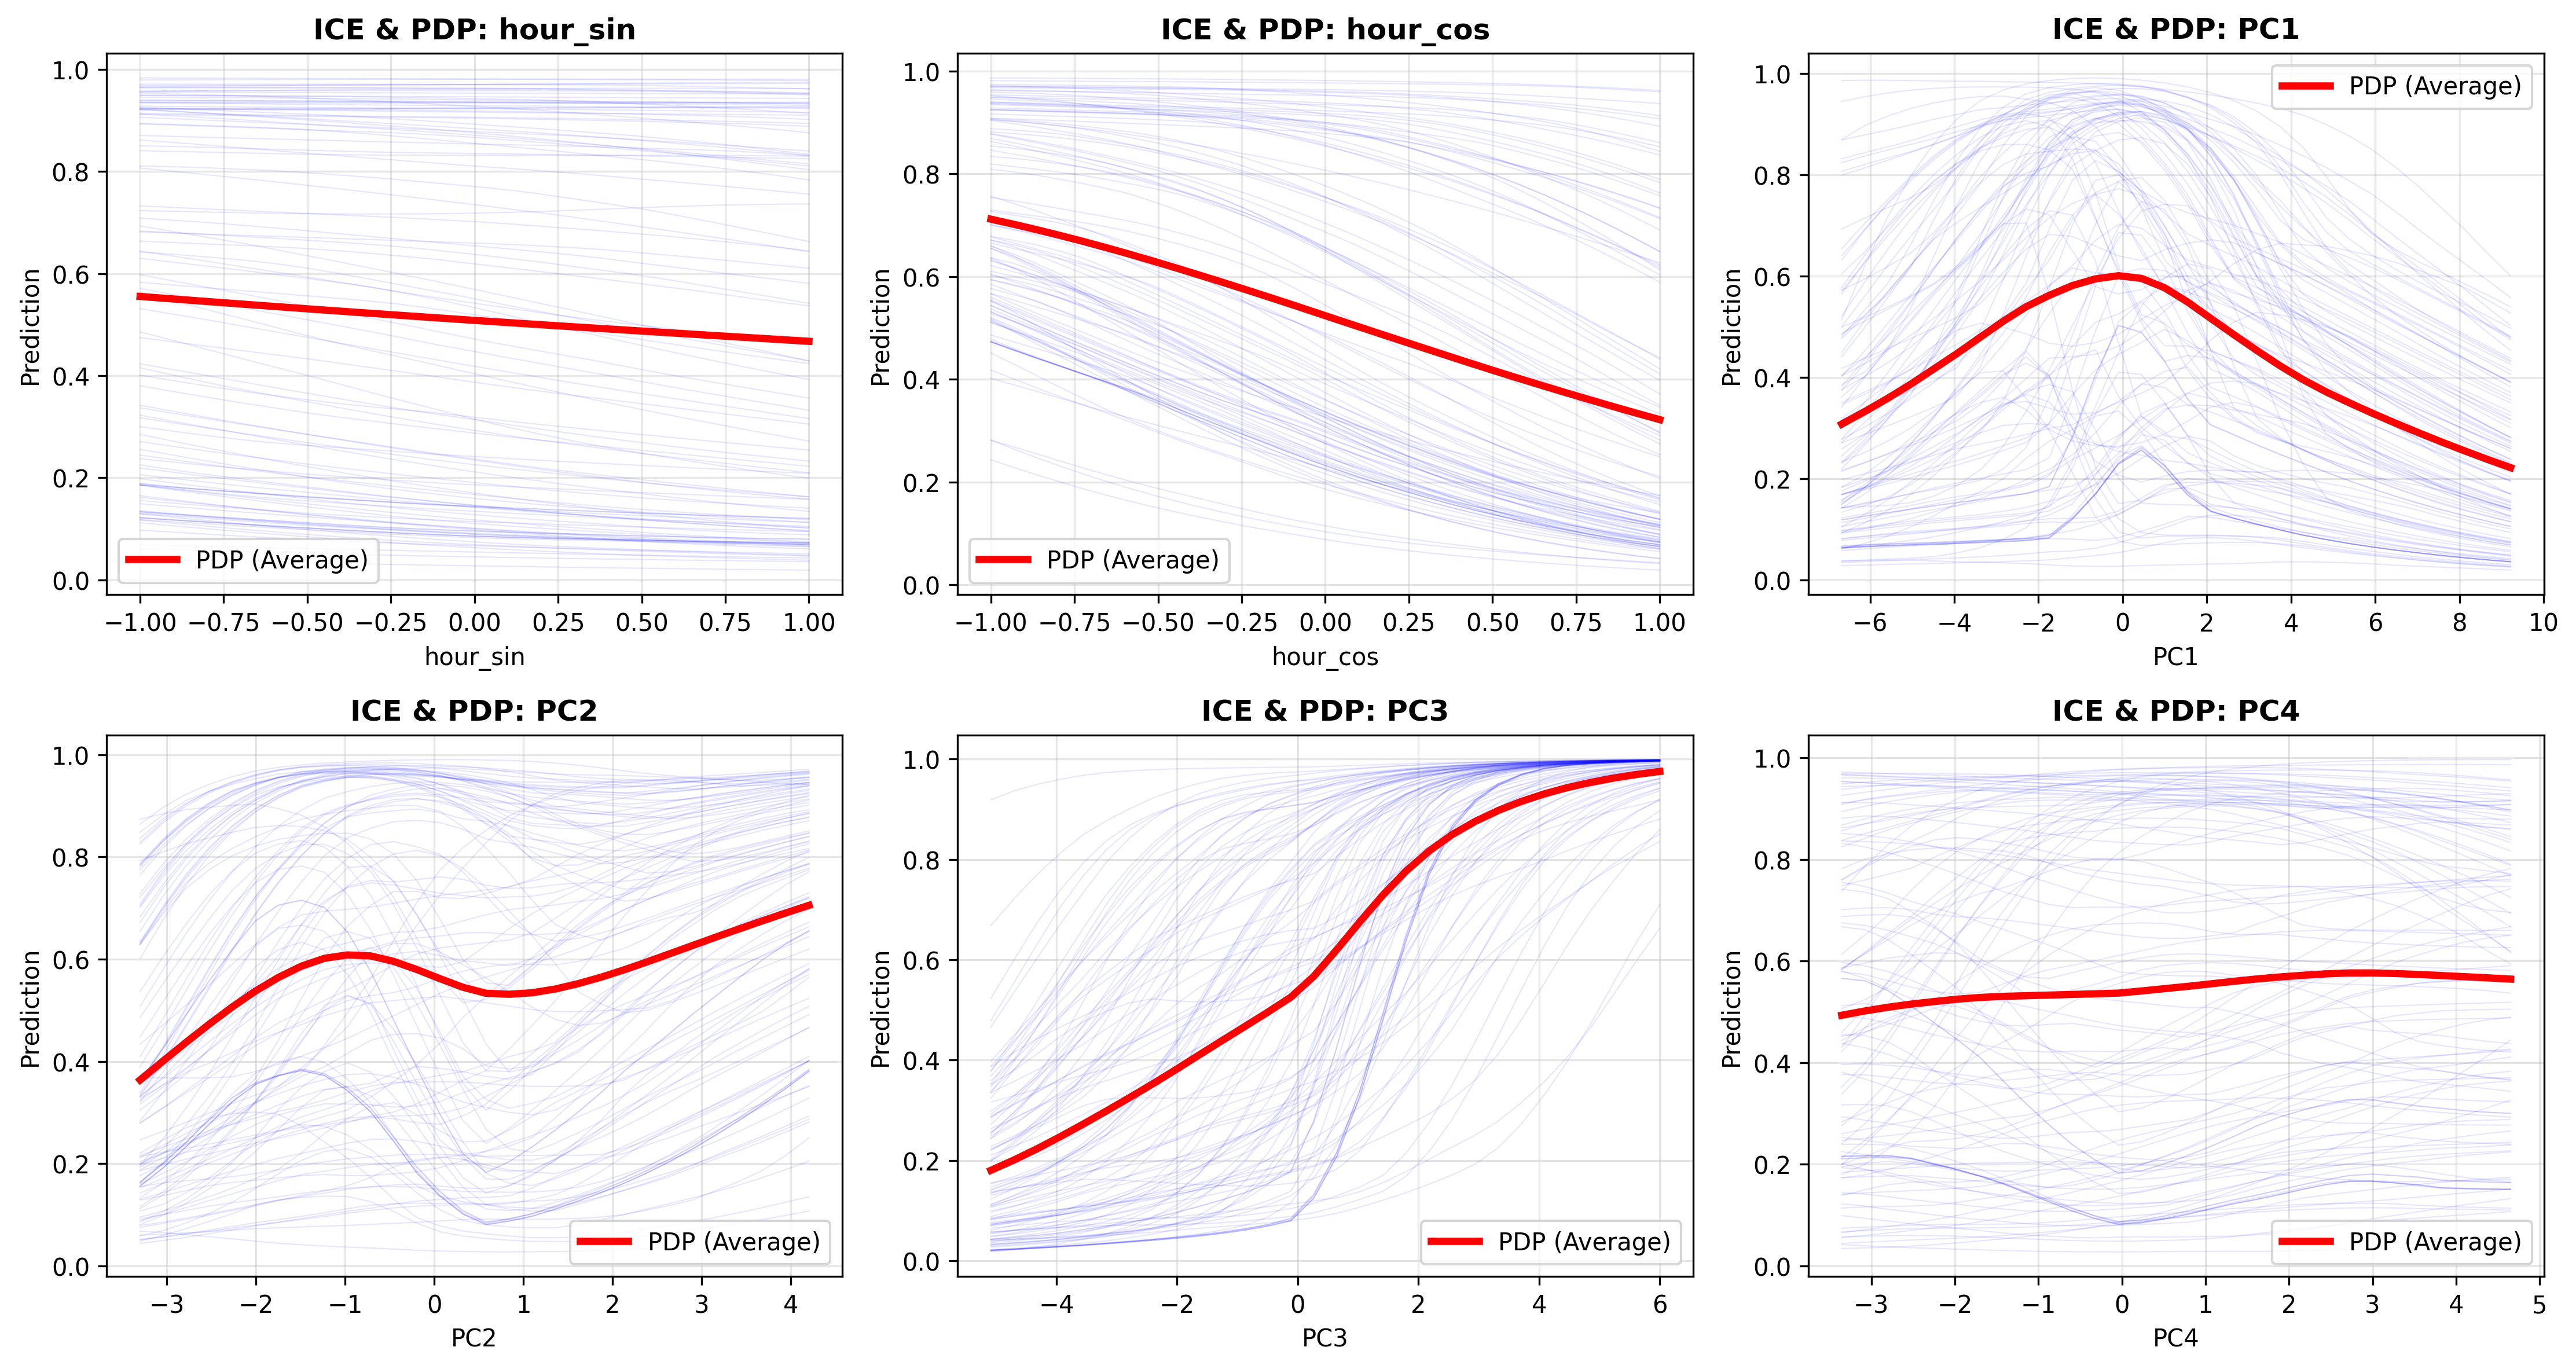 ICE & PDP: hour_sin
Prediction
1.0
0.8
0.6
0.4
0.2
0.0
PDP (Average)
−1.00 −0.75 −0.50 −0.25 0.00 0.25 0.50 0.75 1.00
hour_sin
ICE & PDP: hour_cos
Prediction
1.0
0.8
0.6
0.4
0.2
0.0
PDP (Average)
−1.00 −0.75 −0.50 −0.25 0.00 0.25 0.50 0.75 1.00
hour_cos
ICE & PDP: PC1
Prediction
1.0
0.8
0.6
0.4
0.2
0.0
PDP (Average)
−6 −4 −2 0 2 4 6 8 10
PC1
ICE & PDP: PC2
Prediction
1.0
0.8
0.6
0.4
0.2
0.0
PDP (Average)
−3 −2 −1 0 1 2 3 4
PC2
ICE & PDP: PC3
Prediction
1.0
0.8
0.6
0.4
0.2
0.0
PDP (Average)
−4 −2 0 2 4 6
PC3
ICE & PDP: PC4
Prediction
1.0
0.8
0.6
0.4
0.2
0.0
PDP (Average)
−3 −2 −1 0 1 2 3 4 5
PC4